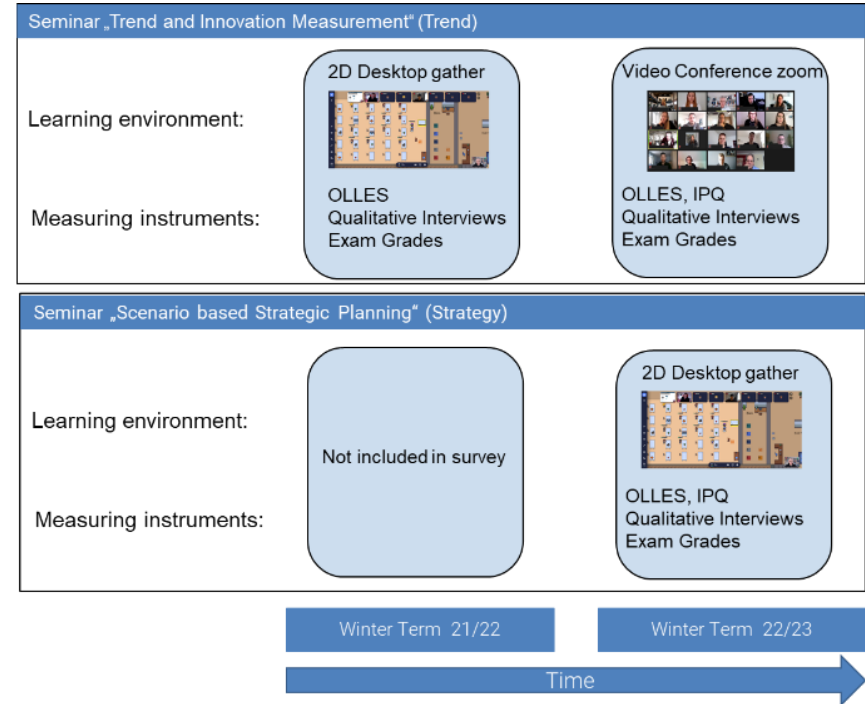 Seminar „Trend and Innovation Measurement“ (Trend)
2D Desktop gather
Video Conference zoom
Learning environment:
OLLES
Qualitative Interviews
Exam Grades
OLLES, IPQ
Qualitative Interviews
Exam Grades
Measuring instruments:
Seminar „Scenario based Strategic Planning“ (Strategy)
2D Desktop gather
Learning environment:
Not included in survey
OLLES, IPQ
Qualitative Interviews
Exam Grades
Measuring instruments:
Winter Term 21/22
Winter Term 22/23
Time